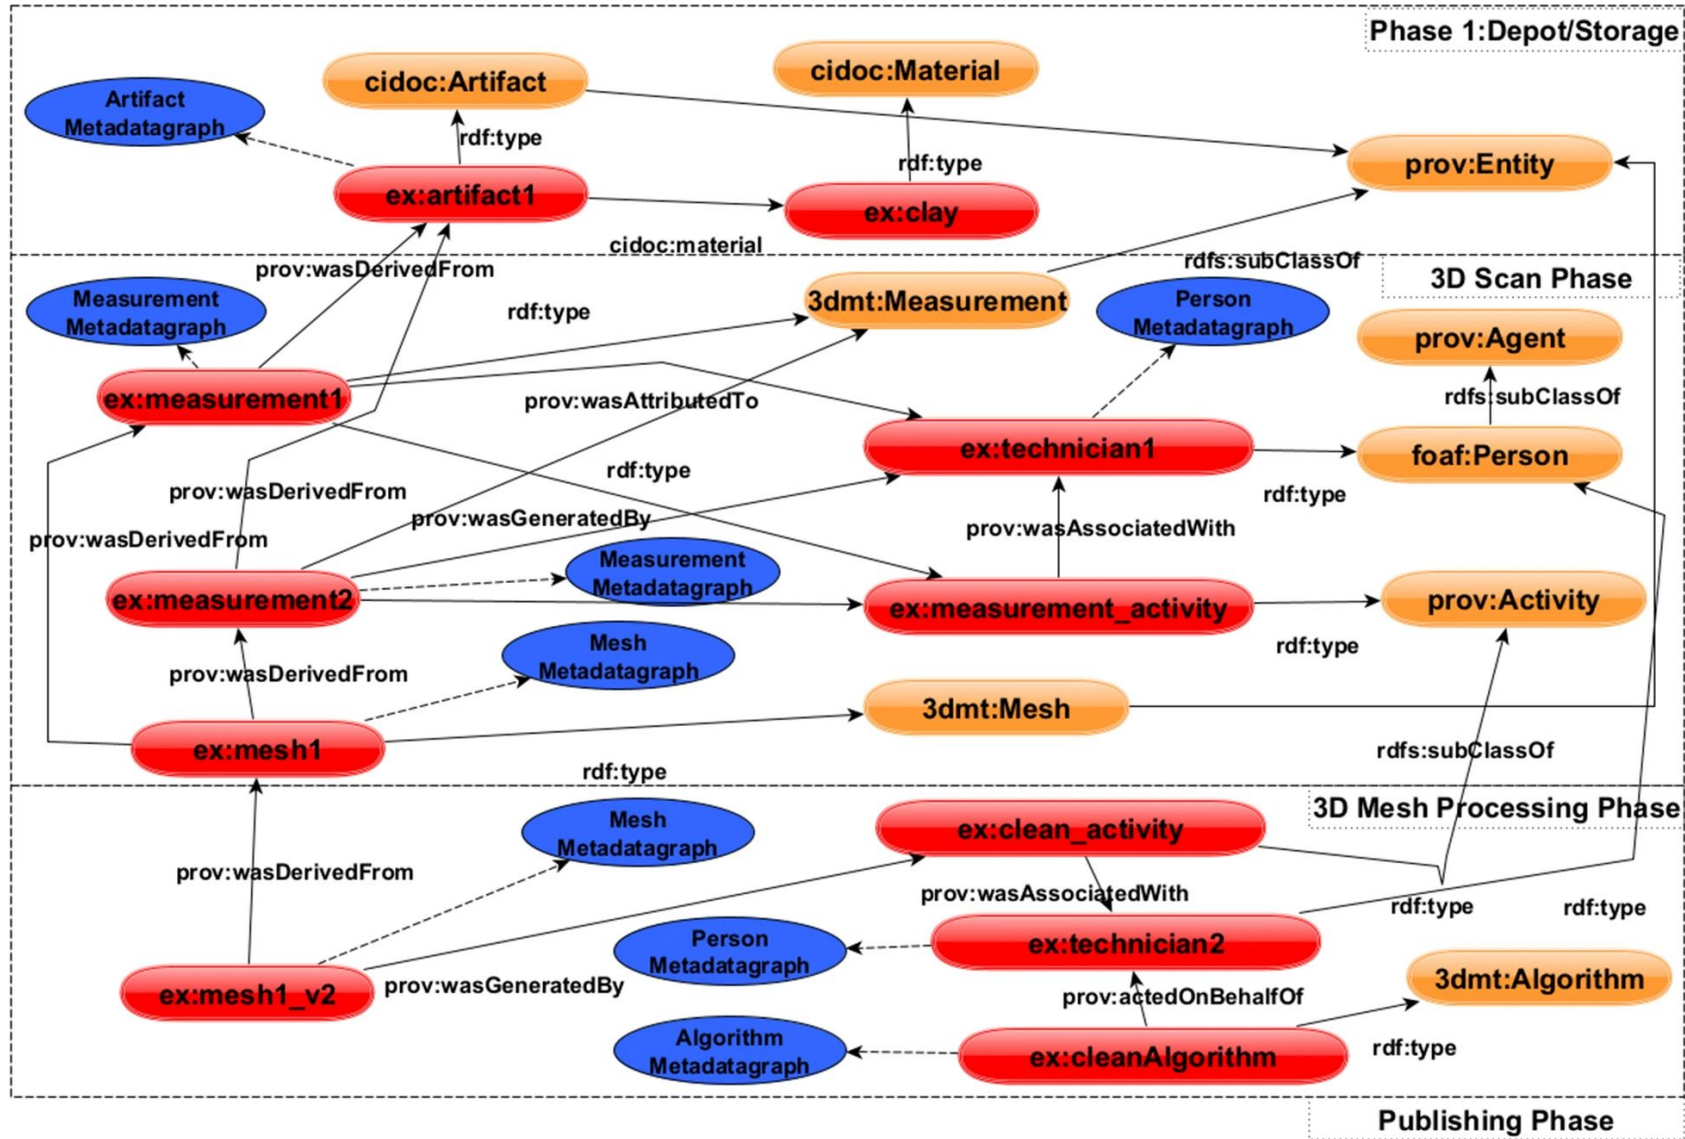 Phase 1:Depot/Storage
cidoc:Artifact
cidoc:Material
Artifact
Metadatagraph
rdf:type
rdf:type
prov:Entity
ex:artifact1
ex:clay
cidoc:material
prov:wasDerivedFrom
rdfs:subClassOf
3D Scan Phase
Measurement
Metadatagraph
rdf:type
3dmt:Measurement
Person
Metadatagraph
prov:Agent
ex:measurement1
prov:wasAttributedTo
rdfs:subClassOf
ex:technician1
foaf:Person
rdf:type
prov:wasDerivedFrom
rdf:type
prov:wasGeneratedBy
prov:wasAssociatedWith
prov:wasDerivedFrom
Measurement
Metadatagraph
ex:measurement2
ex:measurement_activity
prov:Activity
Mesh
Metadatagraph
rdf:type
prov:wasDerivedFrom
3dmt:Mesh
ex:mesh1
rdfs:subClassOf
rdf:type
3D Mesh Processing Phase
Mesh
Metadatagraph
ex:clean_activity
prov:wasDerivedFrom
prov:wasAssociatedWith
rdf:type
rdf:type
Person
Metadatagraph
ex:technician2
3dmt:Algorithm
ex:mesh1_v2
prov:wasGeneratedBy
prov:actedOnBehalfOf
Algorithm
Metadatagraph
ex:cleanAlgorithm
rdf:type
Publishing Phase